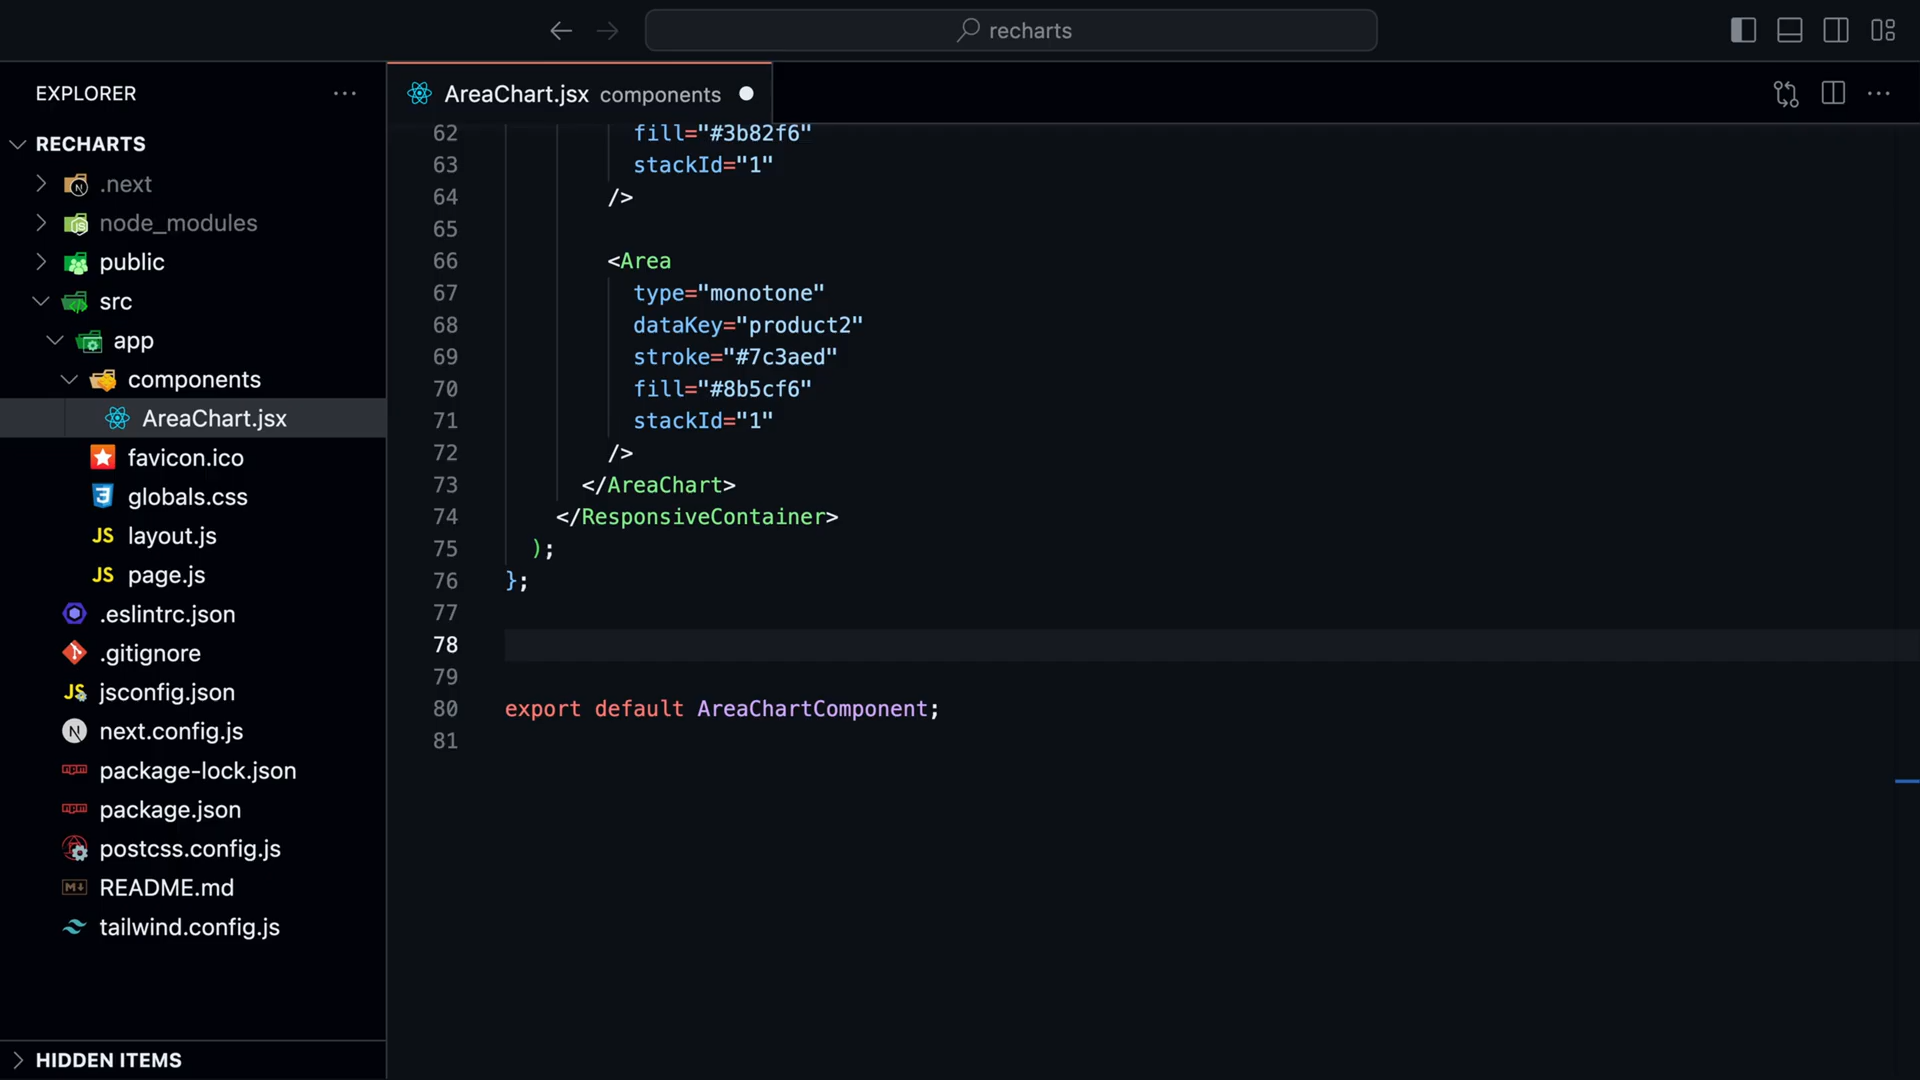 recharts
EXPLORER
RECHARTS
.next
node_modules
public
src
app
components
AreaChart.jsx
favicon.ico
globals.css
JS layout.js
JS page.js
.eslintrc.json
.gitignore
JS jsconfig.json
N next.config.js
package-lock.json
package.json
postcss.config.js
M↓ README.md
tailwind.config.js
HIDDEN ITEMS
AreaChart.jsx components
62 fill="#3b82f6"
63 stackId="1"
64 />
65
66 <Area
67 type="monotone"
68 dataKey="product2"
69 stroke="#7c3aed"
70 fill="#8b5cf6"
71 stackId="1"
72 />
73 </AreaChart>
74 </ResponsiveContainer>
75 );
76 };
77
78
79
80 export default AreaChartComponent;
81